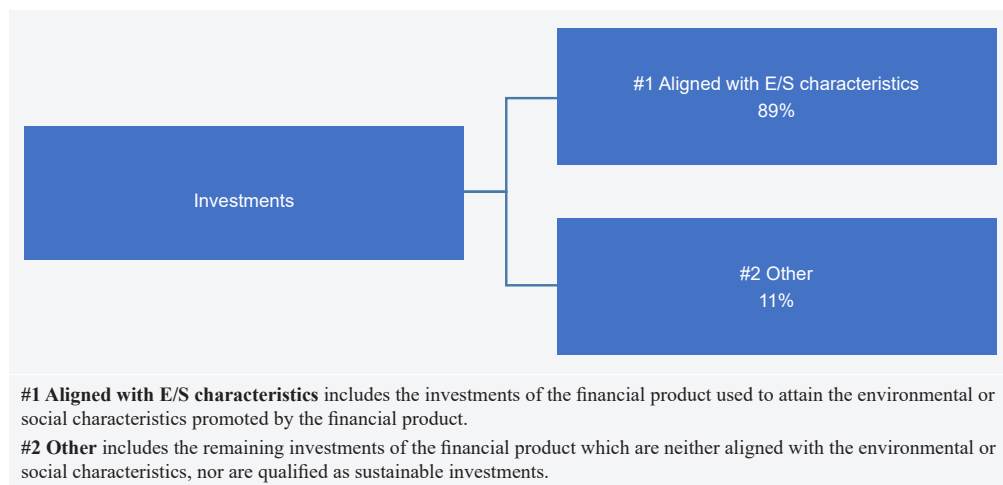 #1 Aligned with E/S characteristics
89%
Investments
#2 Other
11%
#1 Aligned with E/S characteristics includes the investments of the financial product used to attain the environmental or
social characteristics promoted by the financial product.
#2 Other includes the remaining investments of the financial product which are neither aligned with the environmental or
social characteristics, nor are qualified as sustainable investments.